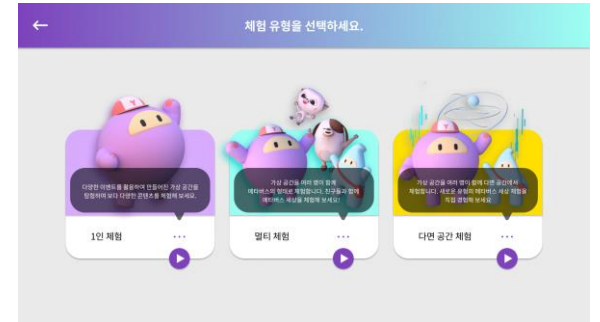 체험 유형을 선택하세요.
다양한 이벤트를 활용하여 만들어진 가상 공간을
탐험하며 보다 다양한 콘텐츠를 체험해 보세요.
가상 공간을 여러 명이 함께
메타버스의 형태로 체험합니다. 친구들과 함께
메타버스 세상을 체험해 보세요!
가상 공간을 여러 명이 함께 다면 공간에서
체험합니다. 새로운 유형의 메타버스 세상 체험을
직접 경험해 보세요
1인 체험
멀티 체험
다면 공간 체험